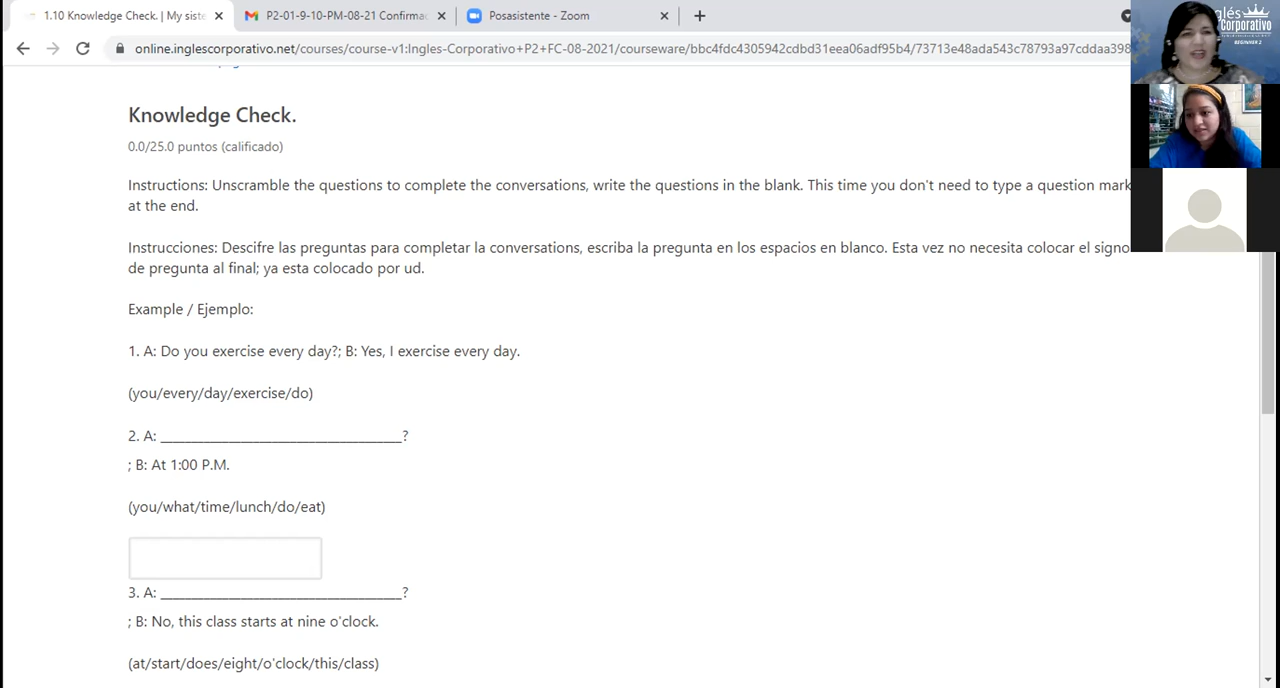 1.10 Knowledge Check. | My siste
P2-01-9-10-PM-08-21 Confirmac
Posasistente - Zoom
online.inglescorporativo.net/courses/course-v1:Ingles-Corporativo+P2+FC-08-2021/courseware/bbc4fdc4305942cdbd31eea06adf95b4/73713e48ada543c78793a97cddaa398
Inglés
Corporativo
BEGINNER 2
Knowledge Check.
0.0/25.0 puntos (calificado)
Instructions: Unscramble the questions to complete the conversations, write the questions in the blank. This time you don't need to type a question mark
at the end.
Instrucciones: Descifre las preguntas para completar la conversations, escriba la pregunta en los espacios en blanco. Esta vez no necesita colocar el signo
de pregunta al final; ya esta colocado por ud.
Example / Ejemplo:
1. A: Do you exercise every day?; B: Yes, I exercise every day.
(you/every/day/exercise/do)
2. A: ___________________________________?
; B: At 1:00 P.M.
(you/what/time/lunch/do/eat)
3. A: ___________________________________?
; B: No, this class starts at nine o'clock.
(at/start/does/eight/o'clock/this/class)